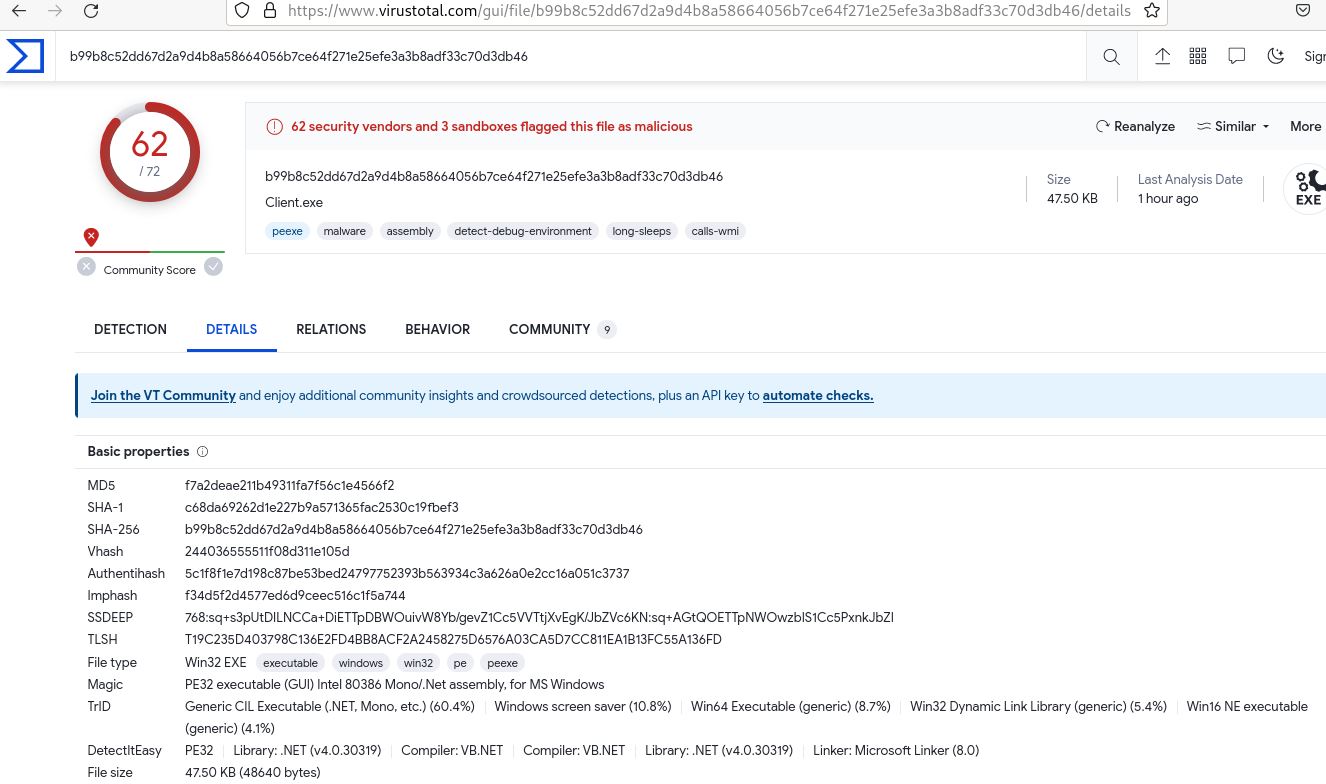 https://www.virustotal.com/gui/file/b99b8c52dd67d2a9d4b8a58664056b7ce64f271e25efe3a3b8adf33c70d3db46/details
b99b8c52dd67d2a9d4b8a58664056b7ce64f271e25efe3a3b8adf33c70d3db46
Sign
62
/ 72
Community Score
62 security vendors and 3 sandboxes flagged this file as malicious
Reanalyze Similar More
b99b8c52dd67d2a9d4b8a58664056b7ce64f271e25efe3a3b8adf33c70d3db46
Client.exe
peexe malware assembly detect-debug-environment long-sleeps calls-wmi
Size
47.50 KB
Last Analysis Date
1 hour ago
EXE
DETECTION DETAILS RELATIONS BEHAVIOR COMMUNITY 9
Join the VT Community and enjoy additional community insights and crowdsourced detections, plus an API key to automate checks.
Basic properties
MD5 f7a2deae211b49311fa7f56c1e4566f2
SHA-1 c68da69262d1e227b9a571365fac2530c19fbef3
SHA-256 b99b8c52dd67d2a9d4b8a58664056b7ce64f271e25efe3a3b8adf33c70d3db46
Vhash 244036555511f08d311e105d
Authentihash 5c1f8f1e7d198c87be53bed24797752393b563934c3a626a0e2cc16a051c3737
Imphash f34d5f2d4577ed6d9ceec516c1f5a744
SSDEEP 768:sq+s3pUtDILNCCa+DiETTpDBWOuivW8Yb/gevZ1Cc5VVTtjXvEgK/JbZVc6KN:sq+AGtQOETTpNWOwzbIS1Cc5PxnkJbZI
TLSH T19C235D403798C136E2FD4BB8ACF2A2458275D6576A03CA5D7CC811EA1B13FC55A136FD
File type Win32 EXE executable windows win32 pe peexe
Magic PE32 executable (GUI) Intel 80386 Mono/.Net assembly, for MS Windows
TrID Generic CIL Executable (.NET, Mono, etc.) (60.4%) Windows screen saver (10.8%) Win64 Executable (generic) (8.7%) Win32 Dynamic Link Library (generic) (5.4%) Win16 NE executable
(generic) (4.1%)
DetectItEasy PE32 Library: .NET (v4.0.30319) Compiler: VB.NET Compiler: VB.NET Library: .NET (v4.0.30319) Linker: Microsoft Linker (8.0)
File size 47.50 KB (48640 bytes)